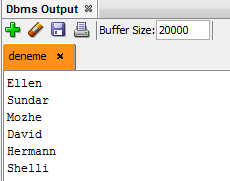 Dbms Output
Buffer Size: 20000
deneme
Ellen
Sundar
Mozhe
David
Hermann
Shelli